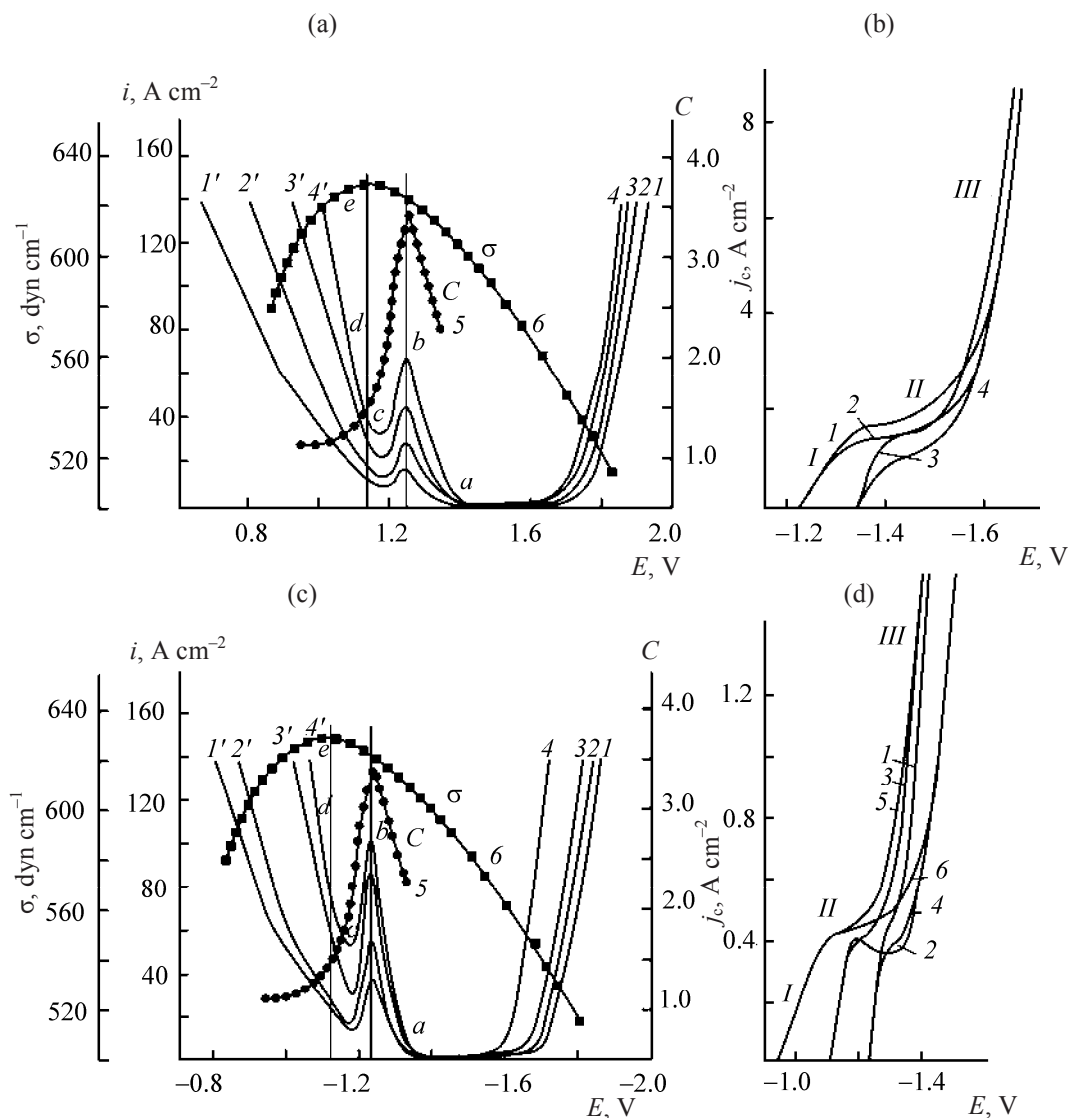 (a)
(b)
i, A cm⁻²
C
σ, dyn cm⁻¹
640
600
560
520
160
120
80
40
1′ 2′ 3′ 4′
e
d
c
b
a
σ
C
5
6
4 3 2 1
4.0
3.0
2.0
1.0
0.8 1.2 1.6 2.0
E, V
j_c, A cm⁻²
8
4
III
II
I
1
2
3
4
−1.2 −1.4 −1.6
E, V
(c)
(d)
i, A cm⁻²
C
σ, dyn cm⁻¹
640
600
560
520
160
120
80
40
1′ 2′ 3′ 4′
e
d
c
b
a
σ
C
5
6
4 3 2 1
4.0
3.0
2.0
1.0
−0.8 −1.2 −1.6 −2.0
E, V
j_c, A cm⁻²
1.2
0.8
0.4
III
II
I
1
3
5
6
4
2
−1.0 −1.4
E, V